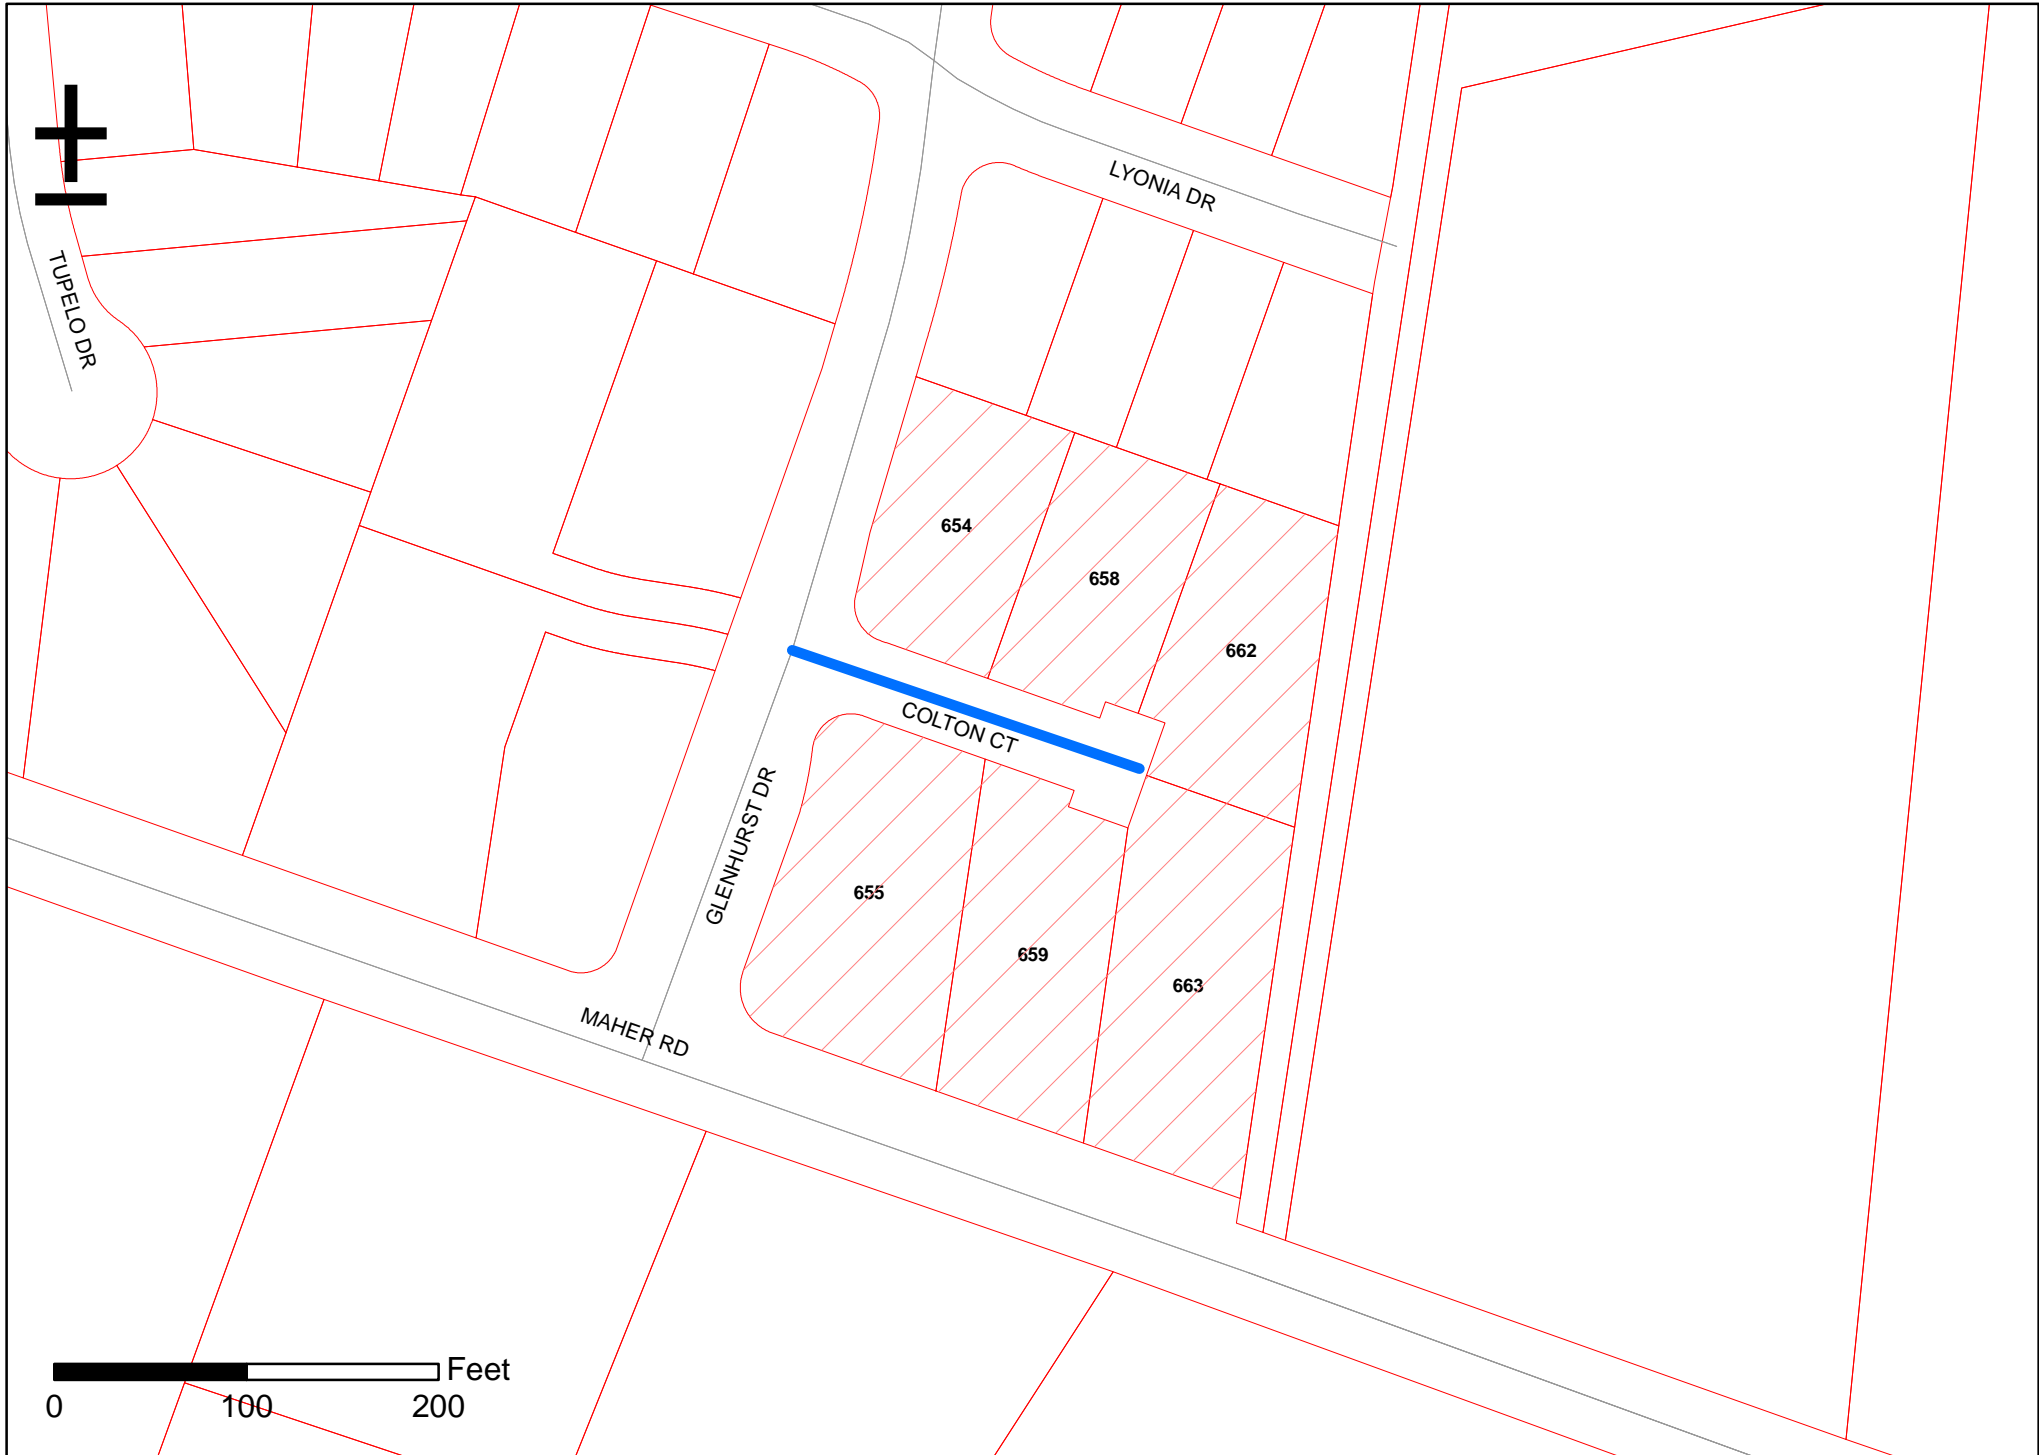 LYONIA DR
TUPELO DR
654
658
662
COLTON CT
GLENHURST DR
655
659
663
MAHER RD
Feet
0 100 200